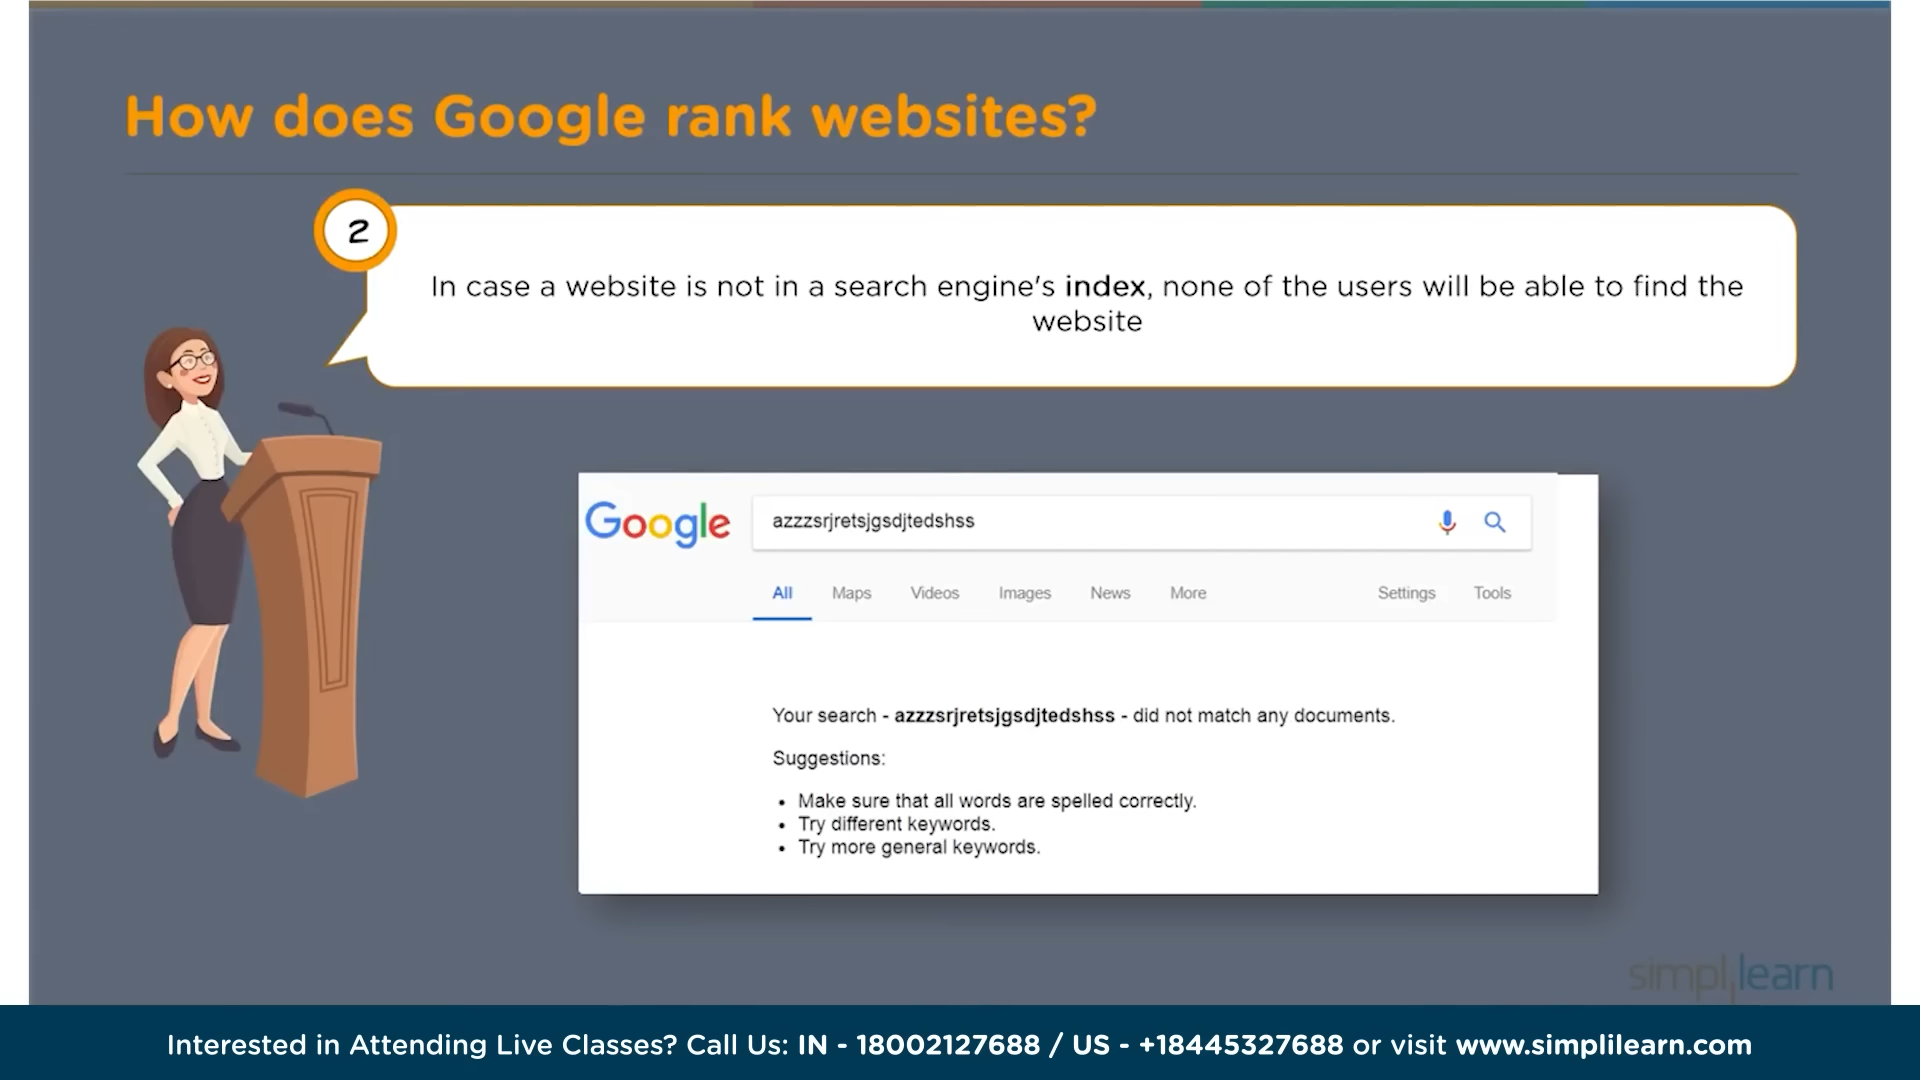 How does Google rank websites?
2
In case a website is not in a search engine's index, none of the users will be able to find the
website
Google
azzzsrjretsjgsdjtedshss
All Maps Videos Images News More Settings Tools
Your search - azzzsrjretsjgsdjtedshss - did not match any documents.
Suggestions:
• Make sure that all words are spelled correctly.
• Try different keywords.
• Try more general keywords.
simplilearn
Interested in Attending Live Classes? Call Us: IN - 18002127688 / US - +18445327688 or visit www.simplilearn.com